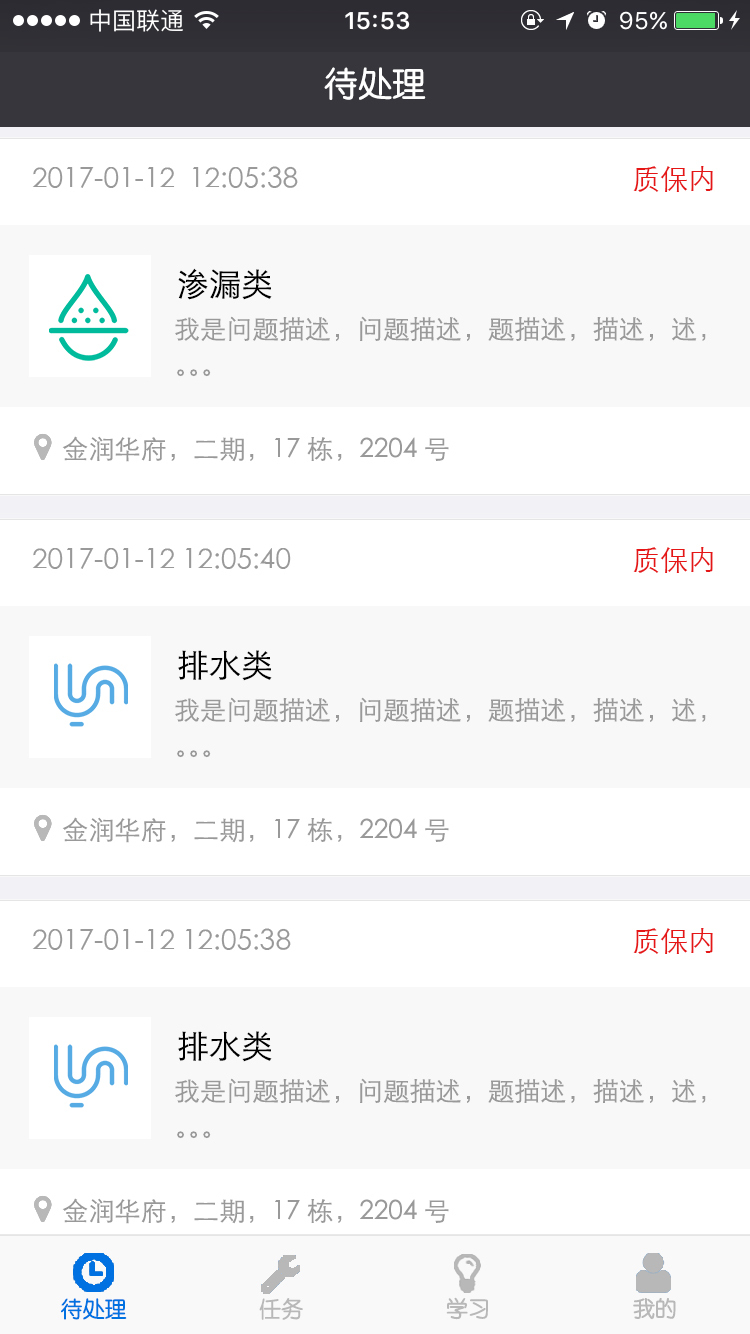 中国联通 15:53 95%
待处理
2017-01-12 12:05:38 质保内
渗漏类
我是问题描述，问题描述，题描述，描述，述，
。。。
金润华府，二期，17 栋，2204 号
2017-01-12 12:05:40 质保内
排水类
我是问题描述，问题描述，题描述，描述，述，
。。。
金润华府，二期，17 栋，2204 号
2017-01-12 12:05:38 质保内
排水类
我是问题描述，问题描述，题描述，描述，述，
。。。
金润华府，二期，17 栋，2204 号
待处理 任务 学习 我的